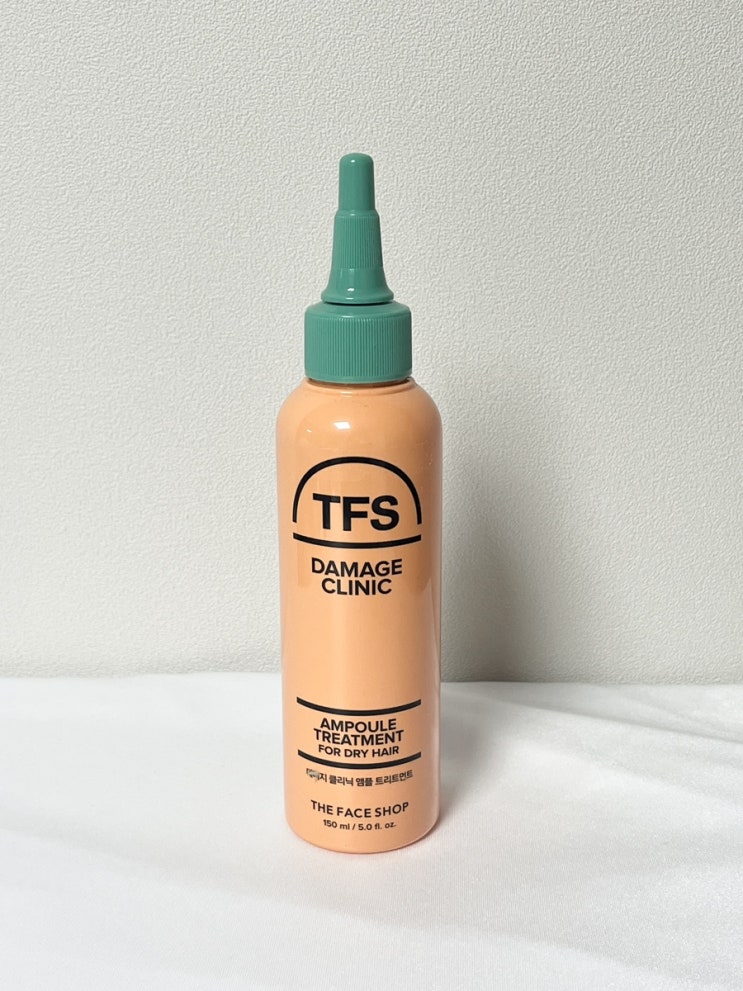 TFS
DAMAGE
CLINIC
AMPOULE
TREATMENT
FOR DRY HAIR
클리닉 앰플 트리트먼트
THE FACE SHOP
150 ml / 5.0 fl. oz.